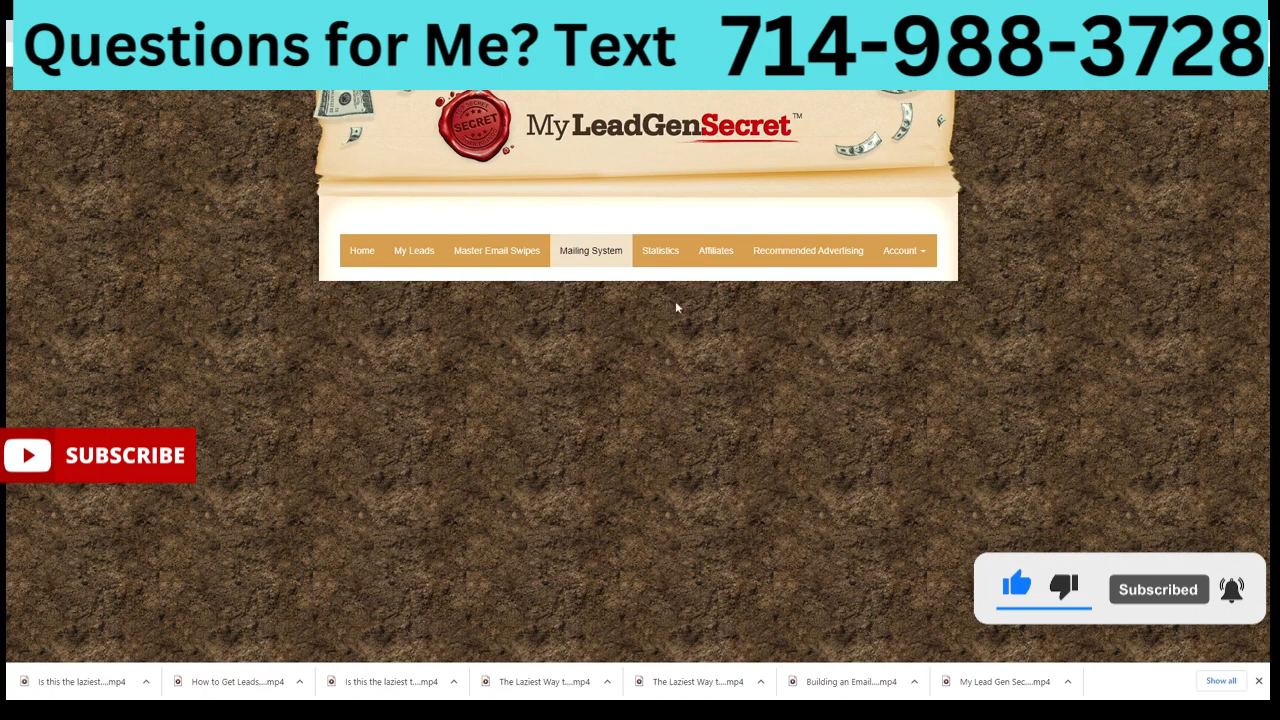 Questions for Me? Text 714-988-3728
SECRET
MyLeadGenSecret™
Home My Leads Master Email Swipes Mailing System Statistics Affiliates Recommended Advertising Account
SUBSCRIBE
Subscribed
Is this the laziest....mp4 How to Get Leads....mp4 Is this the laziest t....mp4 The Laziest Way t....mp4 The Laziest Way t....mp4 Building an Email....mp4 My Lead Gen Sec....mp4 Show all